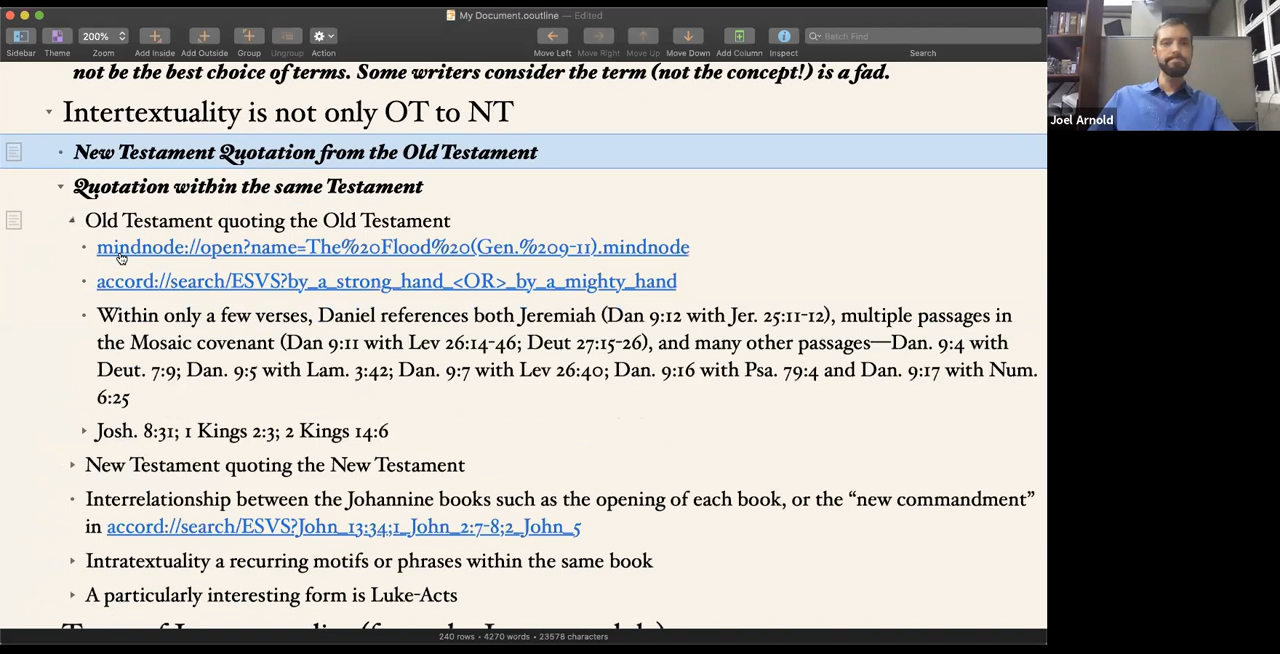 My Document.ooutline — Edited
200%
Batch Find
Sidebar Theme Zoom Add Inside Add Outside Group Ungroup Action Move Left Move Right Move Up Move Down Add Column Inspect Search
not be the best choice of terms. Some writers consider the term (not the concept!) is a fad.
Intertextuality is not only OT to NT
New Testament Quotation from the Old Testament
Quotation within the same Testament
Old Testament quoting the Old Testament
mindnode://open?name=The%20Flood%20(Gen.%209-11).mindnode
accord://search/ESVS?by_a_strong_hand_<OR>_by_a_mighty_hand
Within only a few verses, Daniel references both Jeremiah (Dan 9:12 with Jer. 25:11-12), multiple passages in
the Mosaic covenant (Dan 9:11 with Lev 26:14-46; Deut 27:15-26), and many other passages—Dan. 9:4 with
Deut. 7:9; Dan. 9:5 with Lam. 3:42; Dan. 9:7 with Lev 26:40; Dan. 9:16 with Psa. 79:4 and Dan. 9:17 with Num.
6:25
Josh. 8:31; 1 Kings 2:3; 2 Kings 14:6
New Testament quoting the New Testament
Interrelationship between the Johannine books such as the opening of each book, or the “new commandment”
in accord://search/ESVS?John_13:34;1_John_2:7-8;2_John_5
Intratextuality a recurring motifs or phrases within the same book
A particularly interesting form is Luke-Acts
240 rows • 4270 words • 23578 characters
Joel Arnold